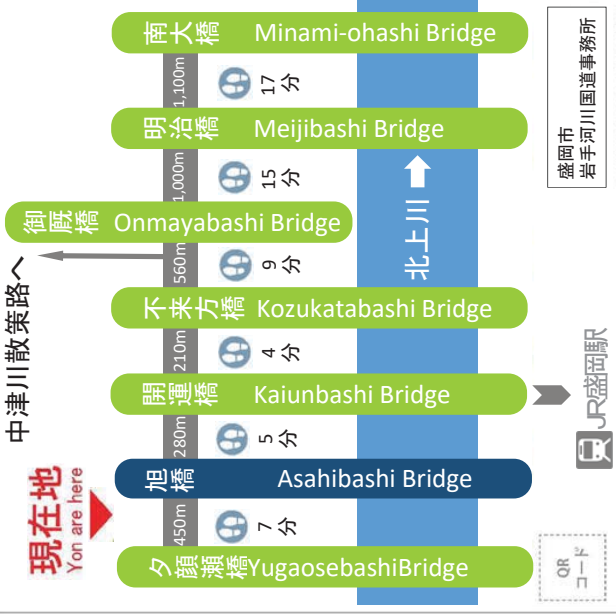 中津川散策路へ
現在地
Yon are here
夕顔瀬橋 YugaosebashiBridge
450m
7分
旭橋 Asahibashi Bridge
280m
5分
開運橋 Kaiunbashi Bridge
210m
4分
不来方橋 Kozukatabashi Bridge
560m
9分
御厩橋 Onmayabashi Bridge
1,000m
15分
明治橋 Meijibashi Bridge
1,100m
17分
南大橋 Minami-ohashi Bridge
北上川
JR盛岡駅
QR
コード
盛岡市
岩手河川国道事務所